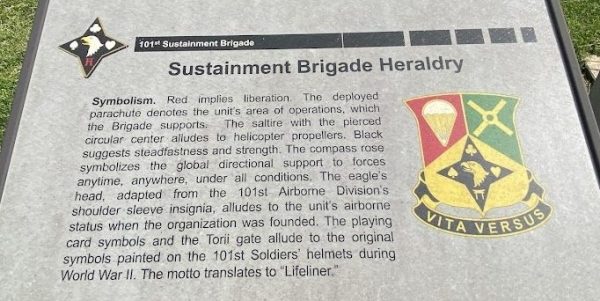 101st Sustainment Brigade
Sustainment Brigade Heraldry
Symbolism. Red implies liberation. The deployed
parachute denotes the unit's area of operations, which
the Brigade supports. The saltire with the pierced
circular center alludes to helicopter propellers. Black
suggests steadfastness and strength. The compass rose
symbolizes the global directional support to forces
anytime, anywhere, under all conditions. The eagle's
head, adapted from the 101st Airborne Division's
shoulder sleeve insignia, alludes to the unit's airborne
status when the organization was founded. The playing
card symbols and the Torii gate allude to the original
symbols painted on the 101st Soldiers' helmets during
World War II. The motto translates to "Lifeliner."
VITA VERSUS